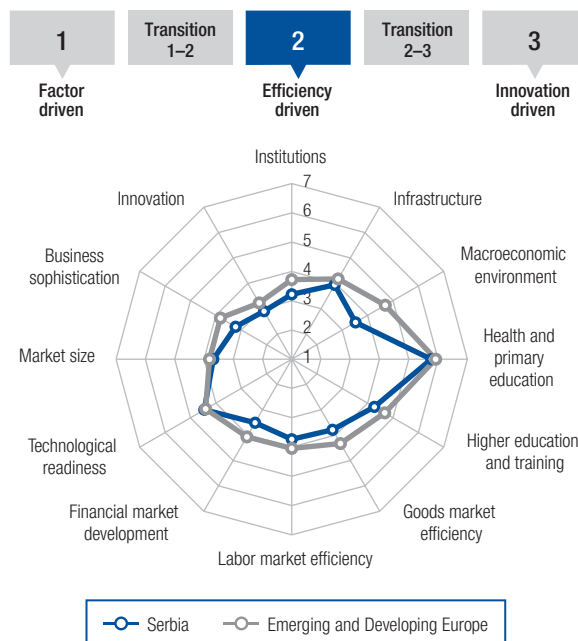 1
Transition
1–2
2
Transition
2–3
3
Factor
driven
Efficiency
driven
Innovation
driven
Institutions
7
6
5
4
3
2
1
Infrastructure
Macroeconomic
environment
Health and
primary
education
Higher education
and training
Goods market
efficiency
Labor market efficiency
Financial market
development
Technological
readiness
Market size
Business
sophistication
Innovation
Serbia
Emerging and Developing Europe